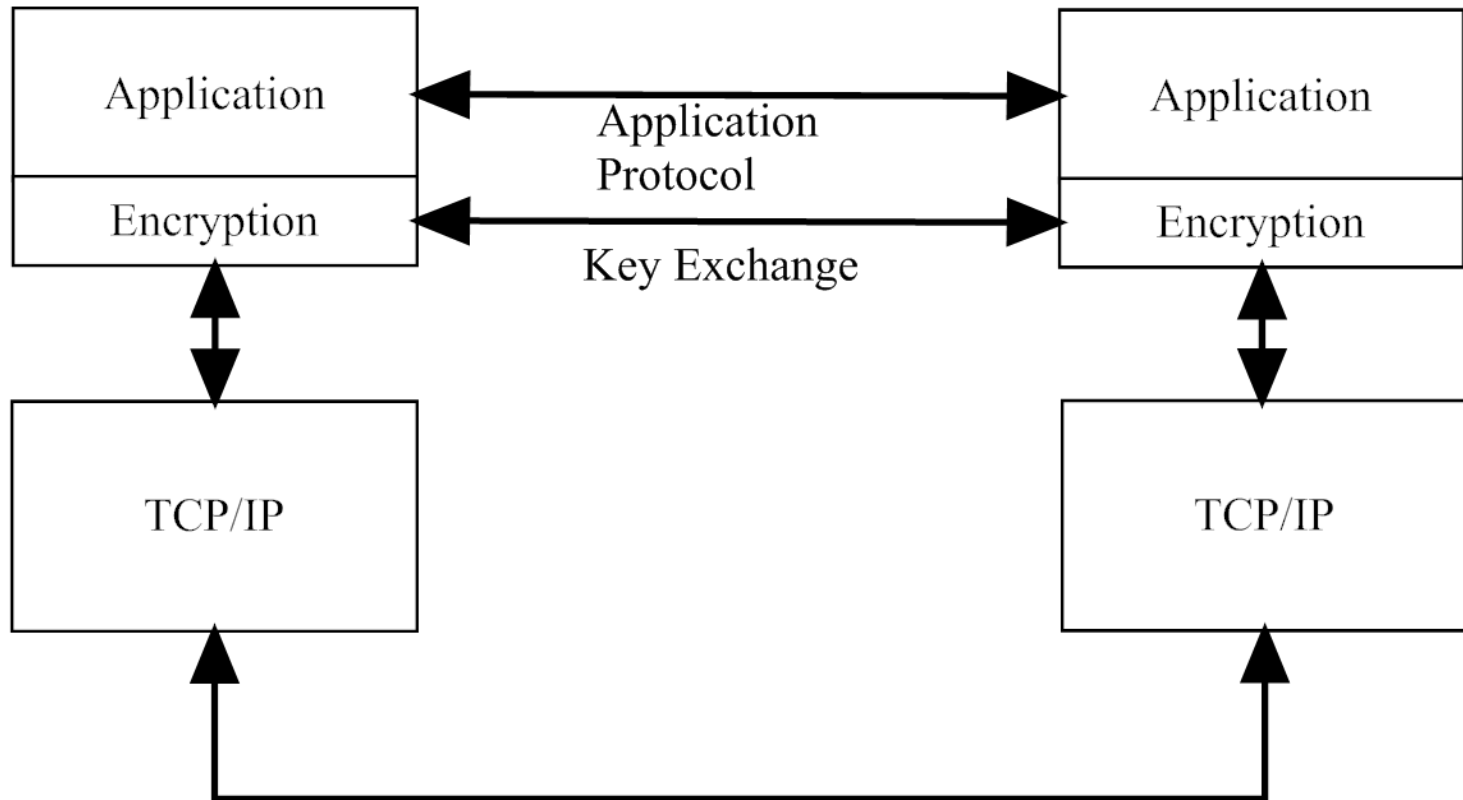 Application
Application
Application
Protocol
Encryption
Encryption
Key Exchange
TCP/IP
TCP/IP